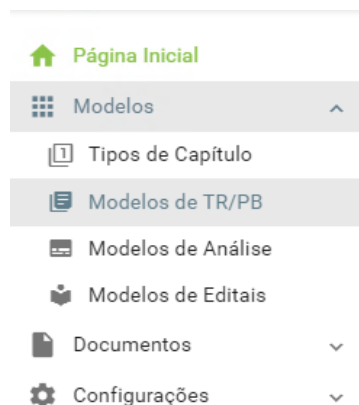 Página Inicial
Modelos
Tipos de Capítulo
Modelos de TR/PB
Modelos de Análise
Modelos de Editais
Documentos
Configurações